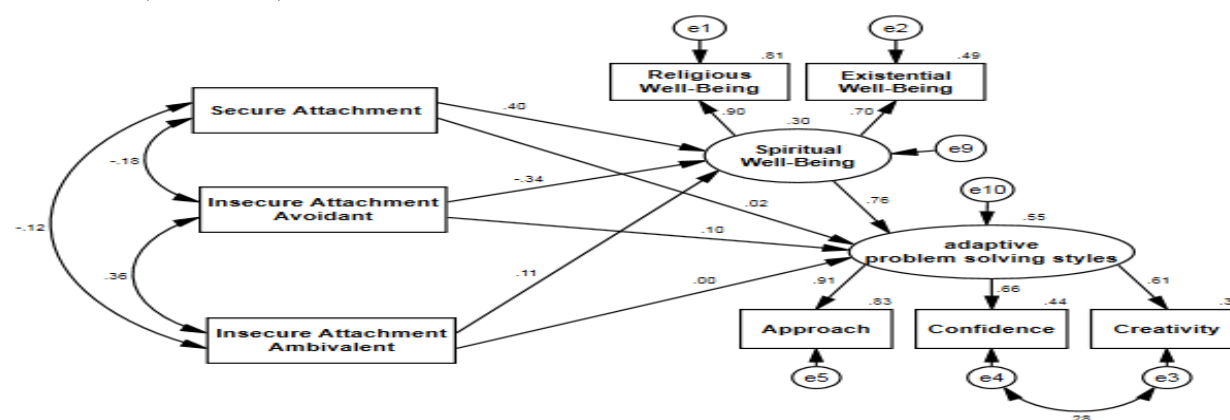 e1
e2
.81
.49
Religious
Well-Being
Existential
Well-Being
Secure Attachment
.40
.90
.30
.70
Spiritual
Well-Being
e9
-.18
-.34
Insecure Attachment
Avoidant
.02
.76
e10
.55
-.12
.10
adaptive
problem solving styles
.36
.11
.00
.91
.66
.61
.83
.44
.3
Insecure Attachment
Ambivalent
Approach
Confidence
Creativity
e5
e4
e3
.28